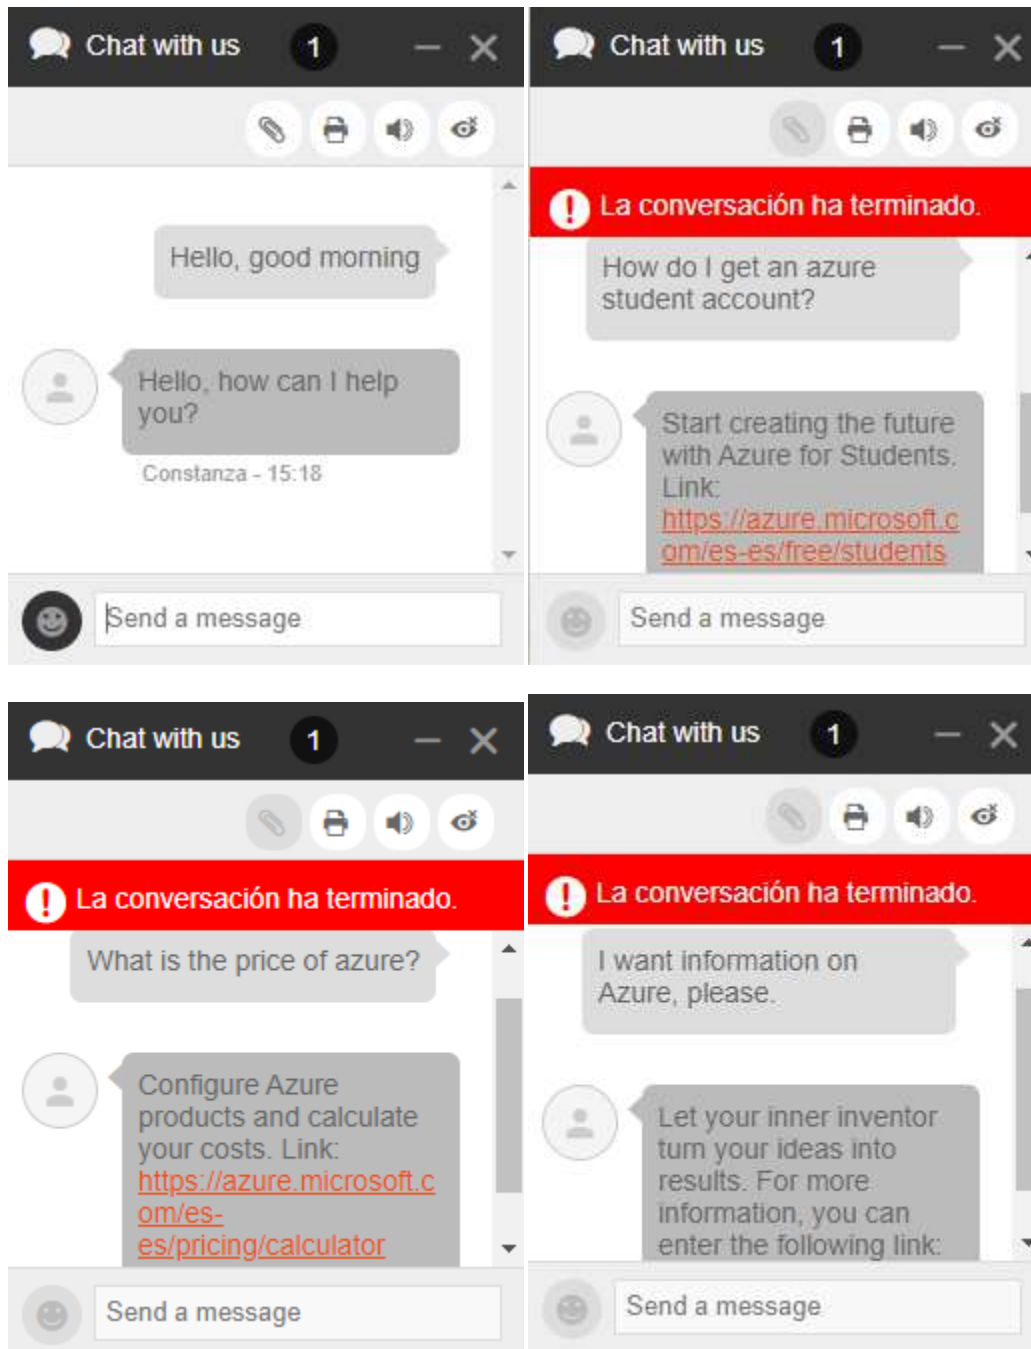 Chat with us 1
Hello, good morning
Hello, how can I help
you?
Constanza - 15:18
Send a message
Chat with us 1
La conversación ha terminado.
How do I get an azure
student account?
Start creating the future
with Azure for Students.
Link:
https://azure.microsoft.c
om/es-es/free/students
Send a message
Chat with us 1
La conversación ha terminado.
What is the price of azure?
Configure Azure
products and calculate
your costs. Link:
https://azure.microsoft.c
om/es-
es/pricing/calculator
Send a message
Chat with us 1
La conversación ha terminado.
I want information on
Azure, please.
Let your inner inventor
turn your ideas into
results. For more
information, you can
enter the following link:
Send a message